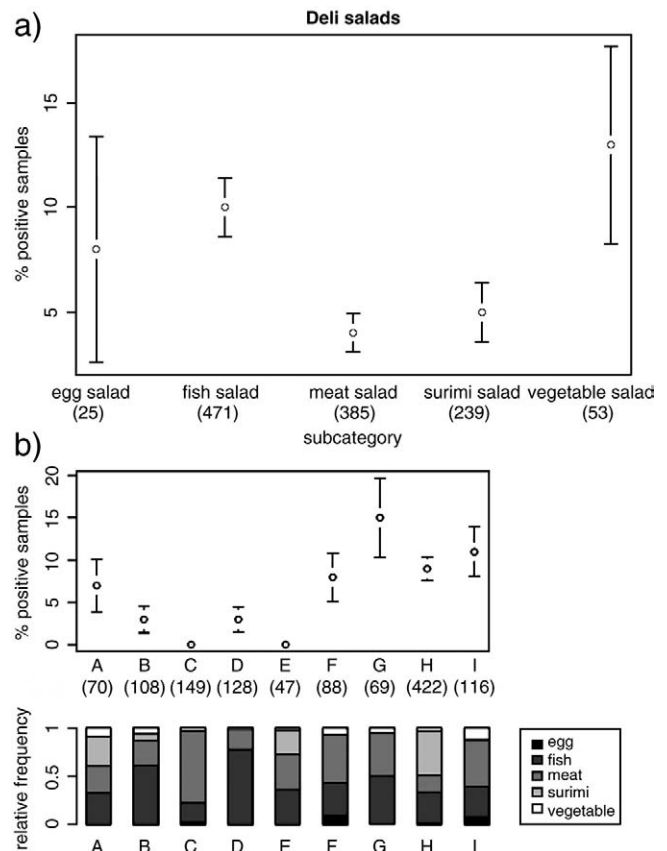 a)
Deli salads
% positive samples
15
10
5
egg salad fish salad meat salad surimi salad vegetable salad
(25) (471) (385) (239) (53)
subcategory
b)
% positive samples
20
15
10
5
0
A B C D E F G H I
(70) (108) (149) (128) (47) (88) (69) (422) (116)
relative frequency
1
0.5
0
egg
fish
meat
surimi
vegetable
A B C D E F G H I